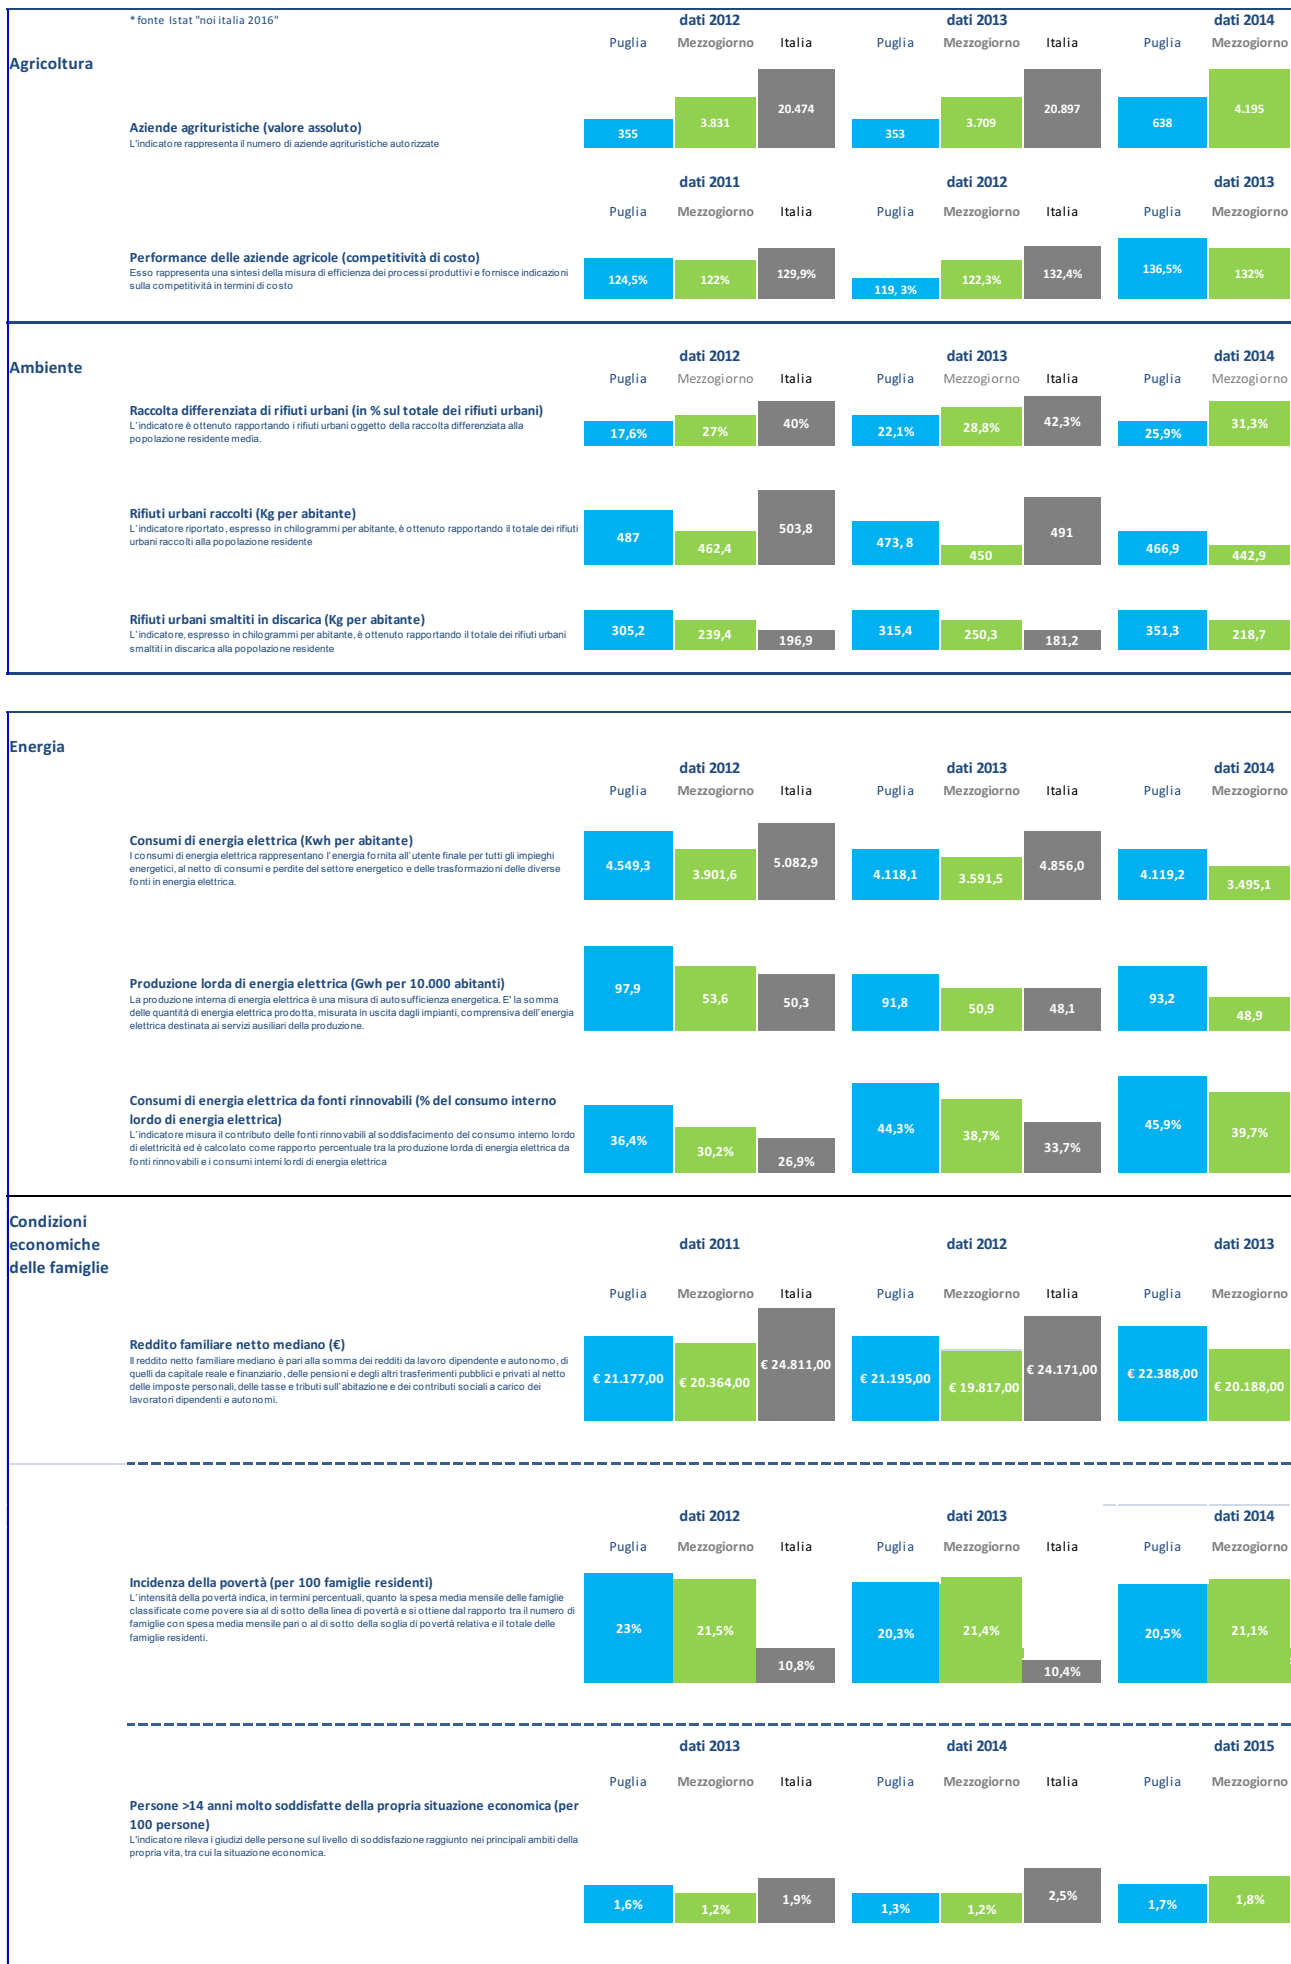 * fonte Istat "noi italia 2016"
dati 2012 dati 2013 dati 2014
Puglia Mezzogiorno Italia Puglia Mezzogiorno Italia Puglia Mezzogiorno
Agricoltura
Aziende agrituristiche (valore assoluto)
L'indicatore rappresenta il numero di aziende agrituristiche autorizzate
355 3.831 20.474 353 3.709 20.897 638 4.195
dati 2011 dati 2012 dati 2013
Puglia Mezzogiorno Italia Puglia Mezzogiorno Italia Puglia Mezzogiorno
Performance delle aziende agricole (competitività di costo)
Esso rappresenta una sintesi della misura di efficienza dei processi produttivi e fornisce indicazioni
sulla competitività in termini di costo
124,5% 122% 129,9% 119, 3% 122,3% 132,4% 136,5% 132%
Ambiente
dati 2012 dati 2013 dati 2014
Puglia Mezzogiorno Italia Puglia Mezzogiorno Italia Puglia Mezzogiorno
Raccolta differenziata di rifiuti urbani (in % sul totale dei rifiuti urbani)
L'indicatore è ottenuto rapportando i rifiuti urbani oggetto della raccolta differenziata alla
popolazione residente media.
17,6% 27% 40% 22,1% 28,8% 42,3% 25,9% 31,3%
Rifiuti urbani raccolti (Kg per abitante)
L'indicatore riportato, espresso in chilogrammi per abitante, è ottenuto rapportando il totale dei rifiuti
urbani raccolti alla popolazione residente
487 462,4 503,8 473, 8 450 491 466,9 442,9
Rifiuti urbani smaltiti in discarica (Kg per abitante)
L'indicatore, espresso in chilogrammi per abitante, è ottenuto rapportando il totale dei rifiuti urbani
smaltiti in discarica alla popolazione residente
305,2 239,4 196,9 315,4 250,3 181,2 351,3 218,7
Energia
dati 2012 dati 2013 dati 2014
Puglia Mezzogiorno Italia Puglia Mezzogiorno Italia Puglia Mezzogiorno
Consumi di energia elettrica (Kwh per abitante)
I consumi di energia elettrica rappresentano l'energia fornita all'utente finale per tutti gli impieghi
energetici, al netto di consumi e perdite del settore energetico e delle trasformazioni delle diverse
fonti in energia elettrica.
4.549,3 3.901,6 5.082,9 4.118,1 3.591,5 4.856,0 4.119,2 3.495,1
Produzione lorda di energia elettrica (Gwh per 10.000 abitanti)
La produzione interna di energia elettrica è una misura di autosufficienza energetica. E' la somma
delle quantità di energia elettrica prodotta, misurata in uscita dagli impianti, comprensiva dell'energia
elettrica destinata ai servizi ausiliari della produzione.
97,9 53,6 50,3 91,8 50,9 48,1 93,2 48,9
Consumi di energia elettrica da fonti rinnovabili (% del consumo interno
lordo di energia elettrica)
L'indicatore misura il contributo delle fonti rinnovabili al soddisfacimento del consumo interno lordo
di elettricità ed è calcolato come rapporto percentuale tra la produzione lorda di energia elettrica da
fonti rinnovabili e i consumi interni lordi di energia elettrica
36,4% 30,2% 26,9% 44,3% 38,7% 33,7% 45,9% 39,7%
Condizioni
economiche
delle famiglie
dati 2011 dati 2012 dati 2013
Puglia Mezzogiorno Italia Puglia Mezzogiorno Italia Puglia Mezzogiorno
Reddito familiare netto mediano (€)
Il reddito netto familiare mediano è pari alla somma dei redditi da lavoro dipendente e autonomo, di
quelli da capitale reale e finanziario, delle pensioni e degli altri trasferimenti pubblici e privati al netto
delle imposte personali, delle tasse e tributi sull'abitazione e dei contributi sociali a carico dei
lavoratori dipendenti e autonomi.
€ 21.177,00 € 20.364,00 € 24.811,00 € 21.195,00 € 19.817,00 € 24.171,00 € 22.388,00 € 20.188,00
dati 2012 dati 2013 dati 2014
Puglia Mezzogiorno Italia Puglia Mezzogiorno Italia Puglia Mezzogiorno
Incidenza della povertà (per 100 famiglie residenti)
L'intensità della povertà indica, in termini percentuali, quanto la spesa media mensile delle famiglie
classificate come povere sia al di sotto della linea di povertà e si ottiene dal rapporto tra il numero di
famiglie con spesa media mensile pari o al di sotto della soglia di povertà relativa e il totale delle
famiglie residenti.
23% 21,5% 10,8% 20,3% 21,4% 10,4% 20,5% 21,1%
dati 2013 dati 2014 dati 2015
Puglia Mezzogiorno Italia Puglia Mezzogiorno Italia Puglia Mezzogiorno
Persone >14 anni molto soddisfatte della propria situazione economica (per
100 persone)
L'indicatore rileva i giudizi delle persone sul livello di soddisfazione raggiunto nei principali ambiti della
propria vita, tra cui la situazione economica.
1,6% 1,2% 1,9% 1,3% 1,2% 2,5% 1,7% 1,8%